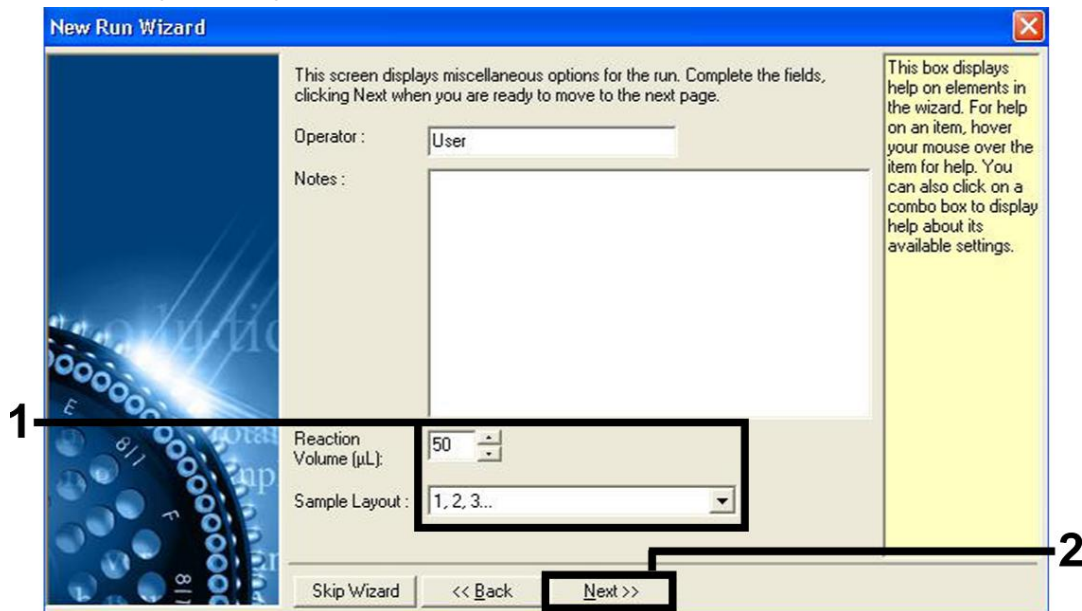 New Run Wizard
This screen displays miscellaneous options for the run. Complete the fields,
clicking Next when you are ready to move to the next page.
Operator :
User
Notes :
Reaction
Volume (µL):
50
Sample Layout :
1, 2, 3...
Skip Wizard
<< Back
Next >>
This box displays
help on elements in
the wizard. For help
on an item, hover
your mouse over the
item for help. You
can also click on a
combo box to display
help about its
available settings.
1
2
E
8|1
F
8|1